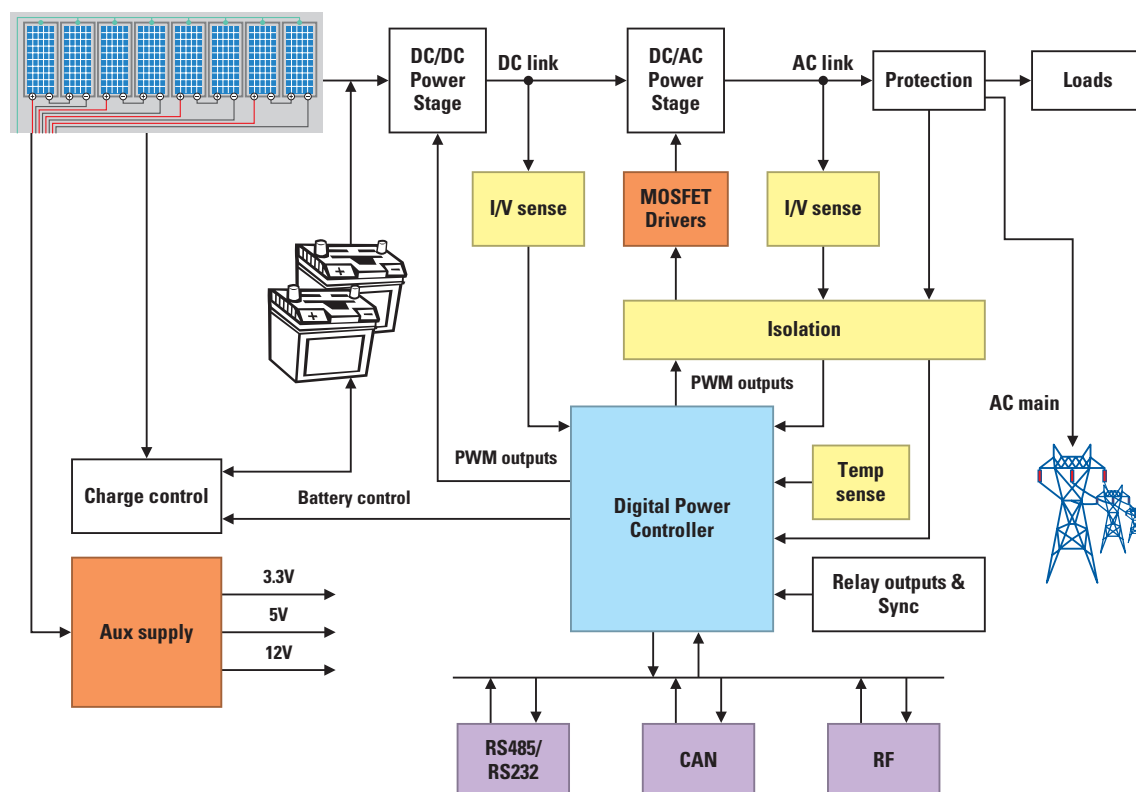 DC/DC
Power
Stage
DC link
DC/AC
Power
Stage
AC link
Protection
Loads
I/V sense
MOSFET
Drivers
I/V sense
Isolation
PWM outputs
AC main
PWM outputs
Temp
sense
Charge control
Battery control
Digital Power
Controller
Relay outputs &
Sync
Aux supply
3.3V
5V
12V
RS485/
RS232
CAN
RF